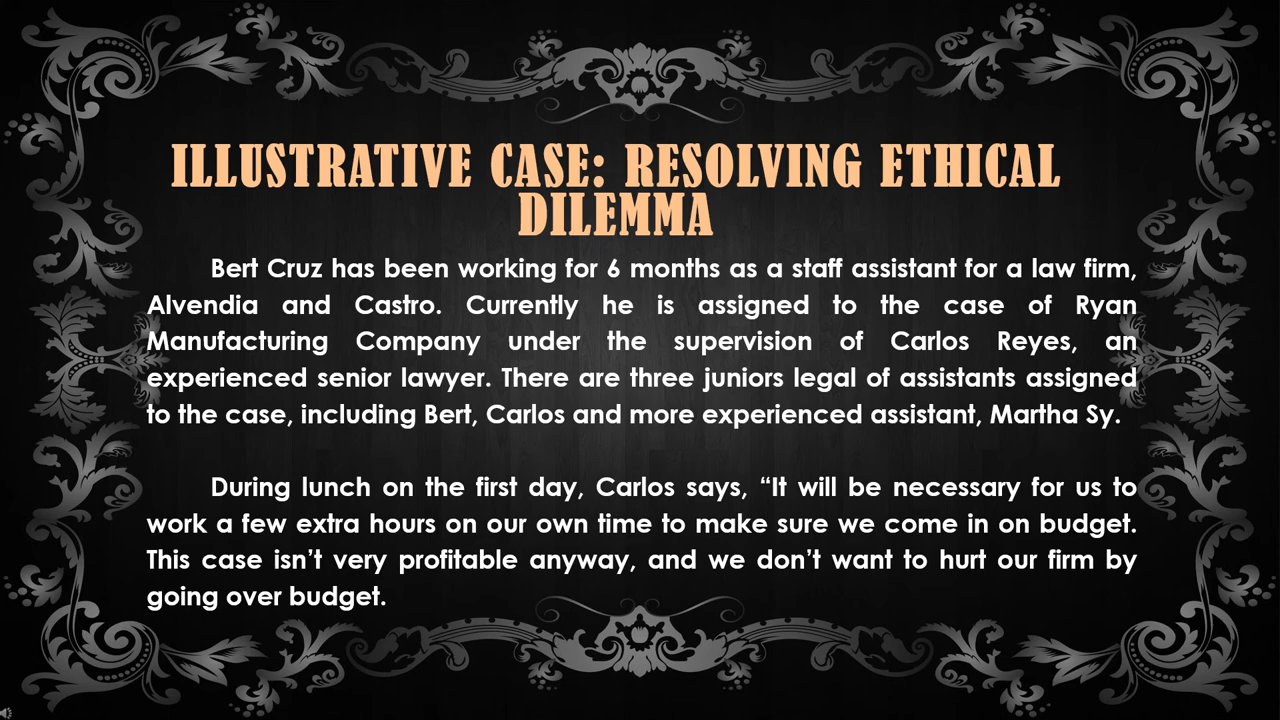 ILLUSTRATIVE CASE: RESOLVING ETHICAL
DILEMMA
Bert Cruz has been working for 6 months as a staff assistant for a law firm,
Alvendia and Castro. Currently he is assigned to the case of Ryan
Manufacturing Company under the supervision of Carlos Reyes, an
experienced senior lawyer. There are three juniors legal of assistants assigned
to the case, including Bert, Carlos and more experienced assistant, Martha Sy.
During lunch on the first day, Carlos says, “It will be necessary for us to
work a few extra hours on our own time to make sure we come in on budget.
This case isn’t very profitable anyway, and we don’t want to hurt our firm by
going over budget.